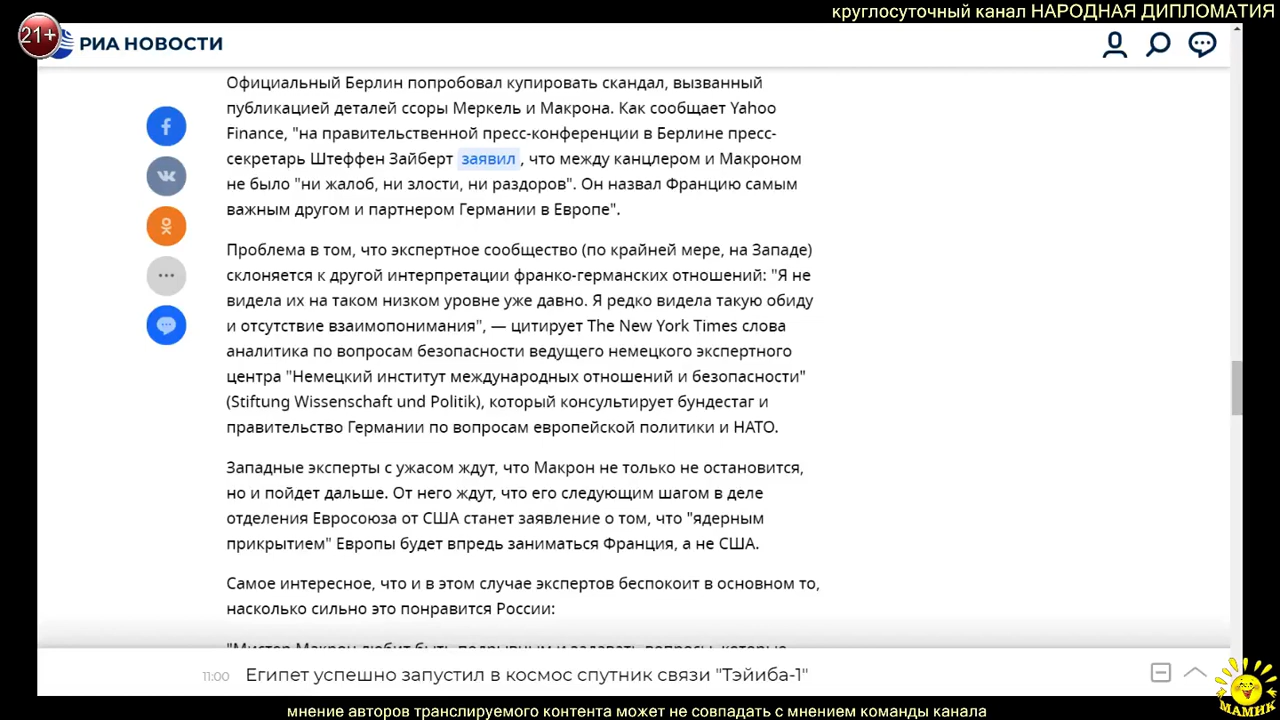 круглосуточный канал НАРОДНАЯ ДИПЛОМАТИЯ
21+
РИА НОВОСТИ
Официальный Берлин попробовал купировать скандал, вызванный
публикацией деталей ссоры Меркель и Макрона. Как сообщает Yahoo
Finance, "на правительственной пресс-конференции в Берлине пресс-
секретарь Штеффен Зайберт заявил, что между канцлером и Макроном
не было "ни жалоб, ни злости, ни раздоров". Он назвал Францию самым
важным другом и партнером Германии в Европе".
Проблема в том, что экспертное сообщество (по крайней мере, на Западе)
склоняется к другой интерпретации франко-германских отношений: "Я не
видела их на таком низком уровне уже давно. Я редко видела такую обиду
и отсутствие взаимопонимания", — цитирует The New York Times слова
аналитика по вопросам безопасности ведущего немецкого экспертного
центра "Немецкий институт международных отношений и безопасности"
(Stiftung Wissenschaft und Politik), который консультирует бундестаг и
правительство Германии по вопросам европейской политики и НАТО.
Западные эксперты с ужасом ждут, что Макрон не только не остановится,
но и пойдет дальше. От него ждут, что его следующим шагом в деле
отделения Евросоюза от США станет заявление о том, что "ядерным
прикрытием" Европы будет впредь заниматься Франция, а не США.
Самое интересное, что и в этом случае экспертов беспокоит в основном то,
насколько сильно это понравится России:
"Мистер Макрон любит быть подрывным и задавать вопросы, которые
11:00 Египет успешно запустил в космос спутник связи "Тэйиба-1"
МАМИК
мнение авторов транслируемого контента может не совпадать с мнением команды канала